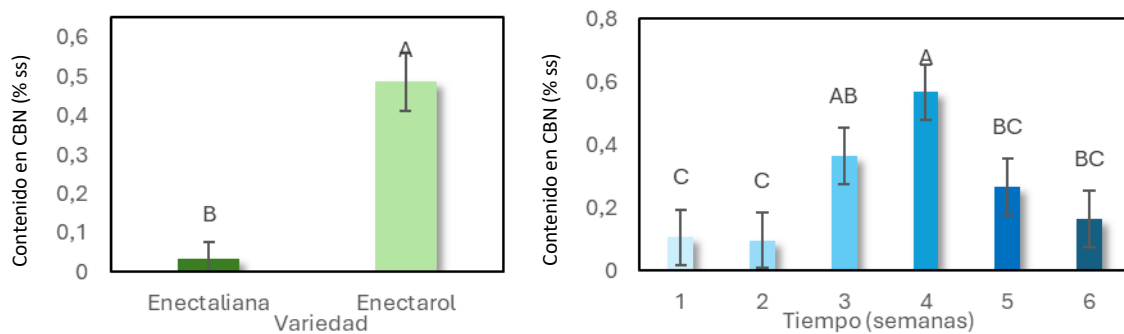 Contenido en CBN (% ss)
0,6
0,5
0,4
0,3
0,2
0,1
0
B
A
Enectaliana Enectarol
Variedad
Contenido en CBN (% ss)
0,8
0,6
0,4
0,2
0
C C AB A BC BC
1 2 3 4 5 6
Tiempo (semanas)